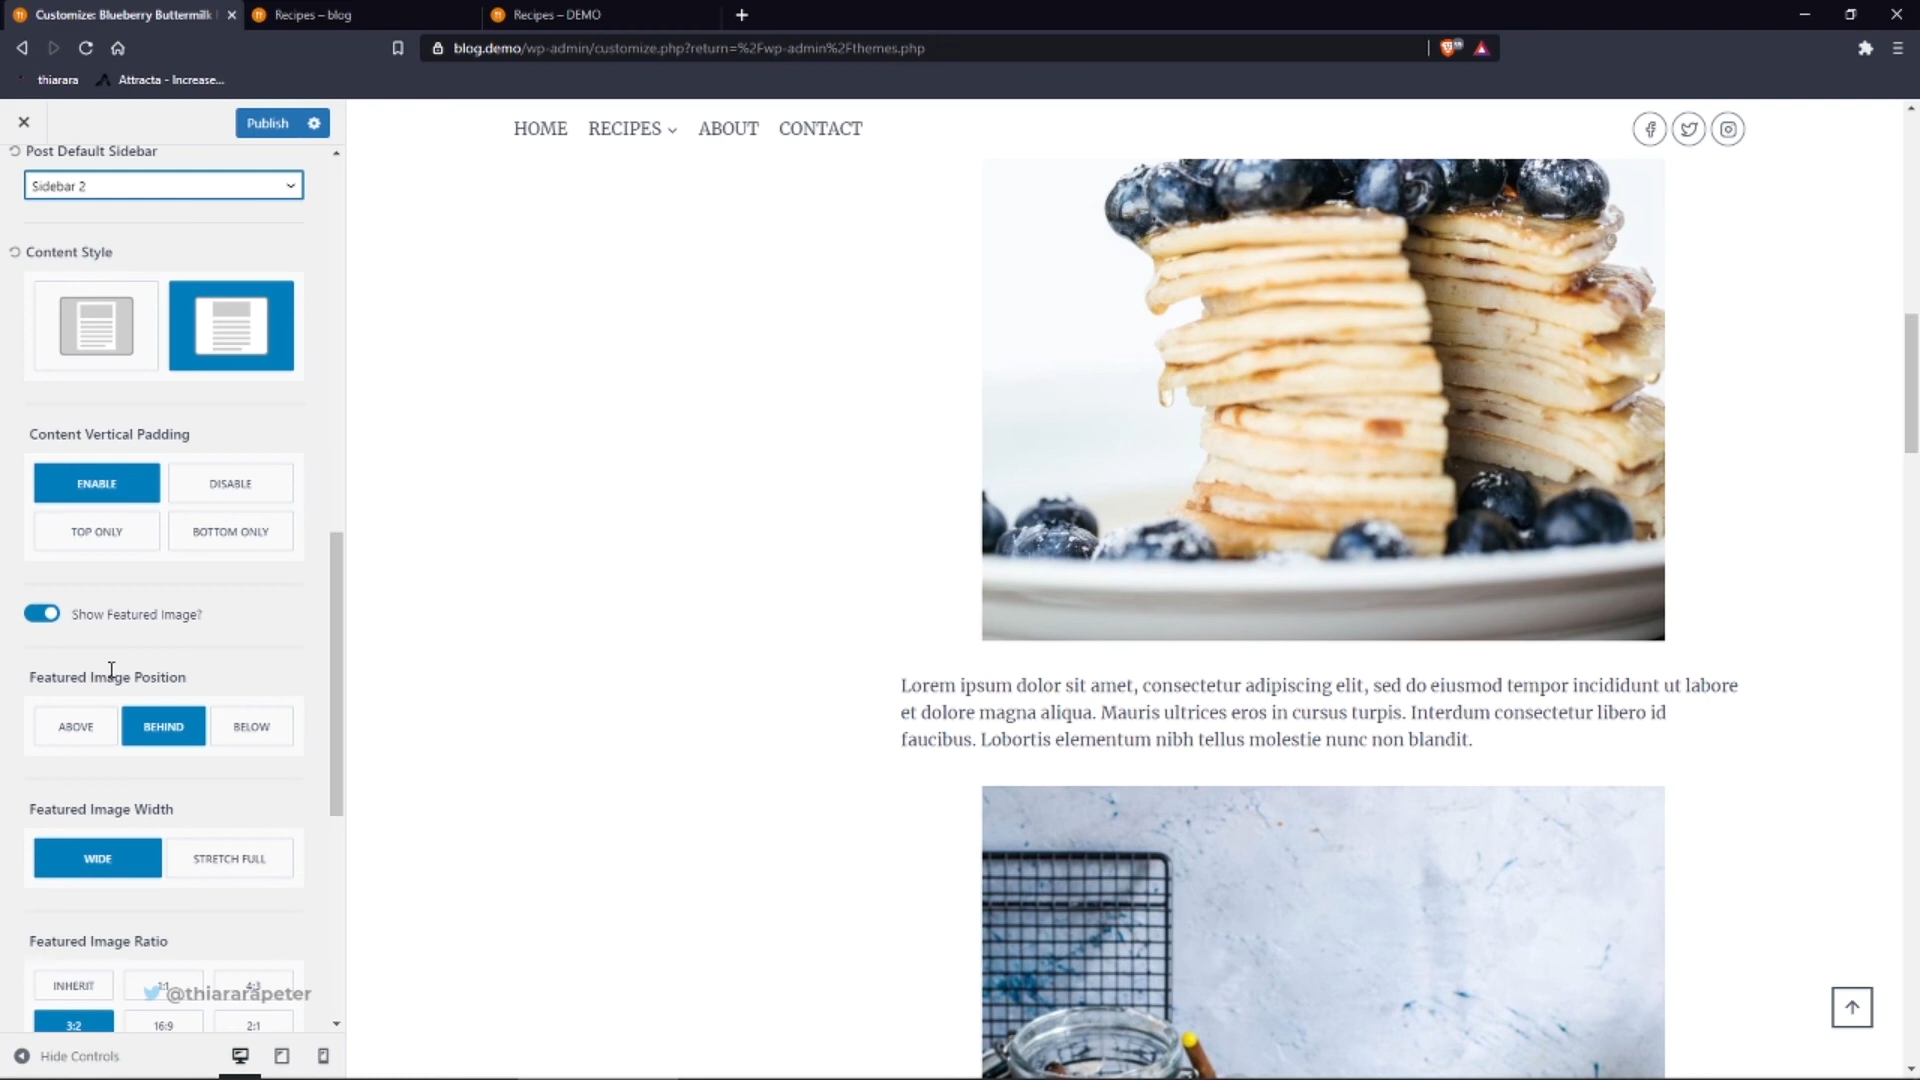 Customize: Blueberry Buttermilk
Recipes – blog
Recipes – DEMO
blog.demo/wp-admin/customize.php?return=%2Fwp-admin%2Fthemes.php
thiarara
Attracta - Increase...
Publish
HOME
RECIPES
ABOUT
CONTACT
Post Default Sidebar
Sidebar 2
Content Style
Content Vertical Padding
ENABLE
DISABLE
TOP ONLY
BOTTOM ONLY
Show Featured Image?
Featured Image Position
ABOVE
BEHIND
BELOW
Featured Image Width
WIDE
STRETCH FULL
Featured Image Ratio
INHERIT
1:1
4:3
@thiararapeter
3:2
16:9
2:1
Hide Controls
Lorem ipsum dolor sit amet, consectetur adipiscing elit, sed do eiusmod tempor incididunt ut labore
et dolore magna aliqua. Mauris ultrices eros in cursus turpis. Interdum consectetur libero id
faucibus. Lobortis elementum nibh tellus molestie nunc non blandit.